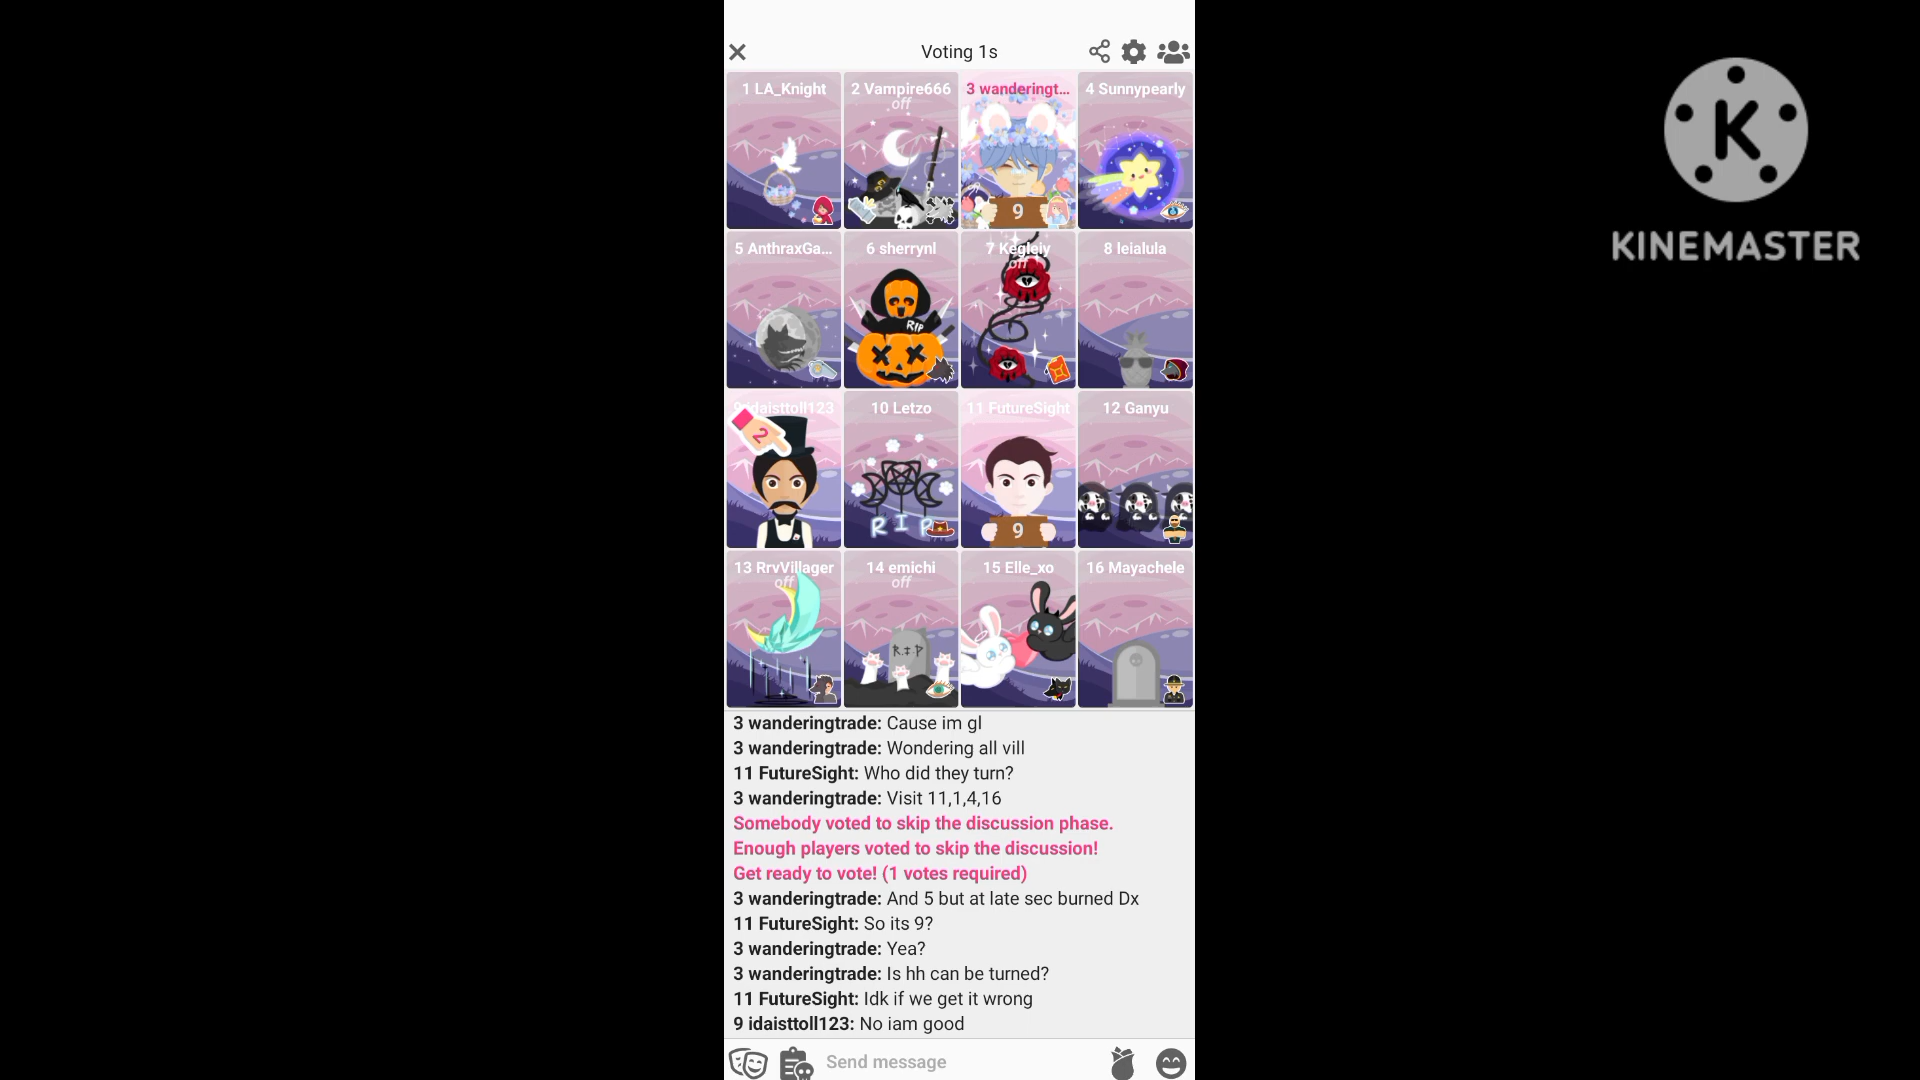 Voting 1s
1 LA_Knight
2 Vampire666
off
3 wanderingt...
4 Sunnypearly
9
5 AnthraxGa...
6 sherrynl
RIP
7 Kegleiy
off
8 leialula
9 idaisttoll123
2
10 Letzo
RIP
11 FutureSight
9
12 Ganyu
13 RrvVillager
off
14 emichi
off
R.I.P
15 Elle_xo
16 Mayachele
3 wanderingtrade: Cause im gl
3 wanderingtrade: Wondering all vill
11 FutureSight: Who did they turn?
3 wanderingtrade: Visit 11,1,4,16
Somebody voted to skip the discussion phase.
Enough players voted to skip the discussion!
Get ready to vote! (1 votes required)
3 wanderingtrade: And 5 but at late sec burned Dx
11 FutureSight: So its 9?
3 wanderingtrade: Yea?
3 wanderingtrade: Is hh can be turned?
11 FutureSight: Idk if we get it wrong
9 idaisttoll123: No iam good
Send message
K
KINEMASTER